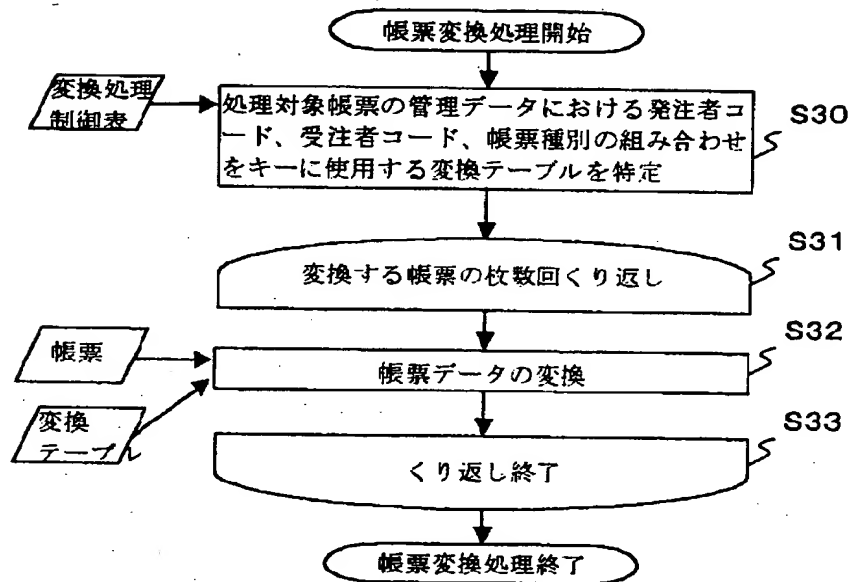 帳票変換処理開始
変換処理
制御表
処理対象帳票の管理データにおける発注者コ
ード、受注者コード、帳票種別の組み合わせ
をキーに使用する変換テーブルを特定
S30
S31
変換する帳票の枚数回くり返し
S32
帳票
帳票データの変換
変換
テーブル
S33
くり返し終了
帳票変換処理終了